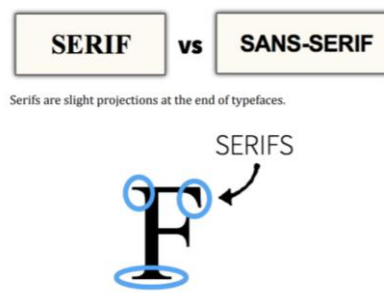 SERIF vs SANS-SERIF
Serifs are slight projections at the end of typefaces.
SERIFS
F